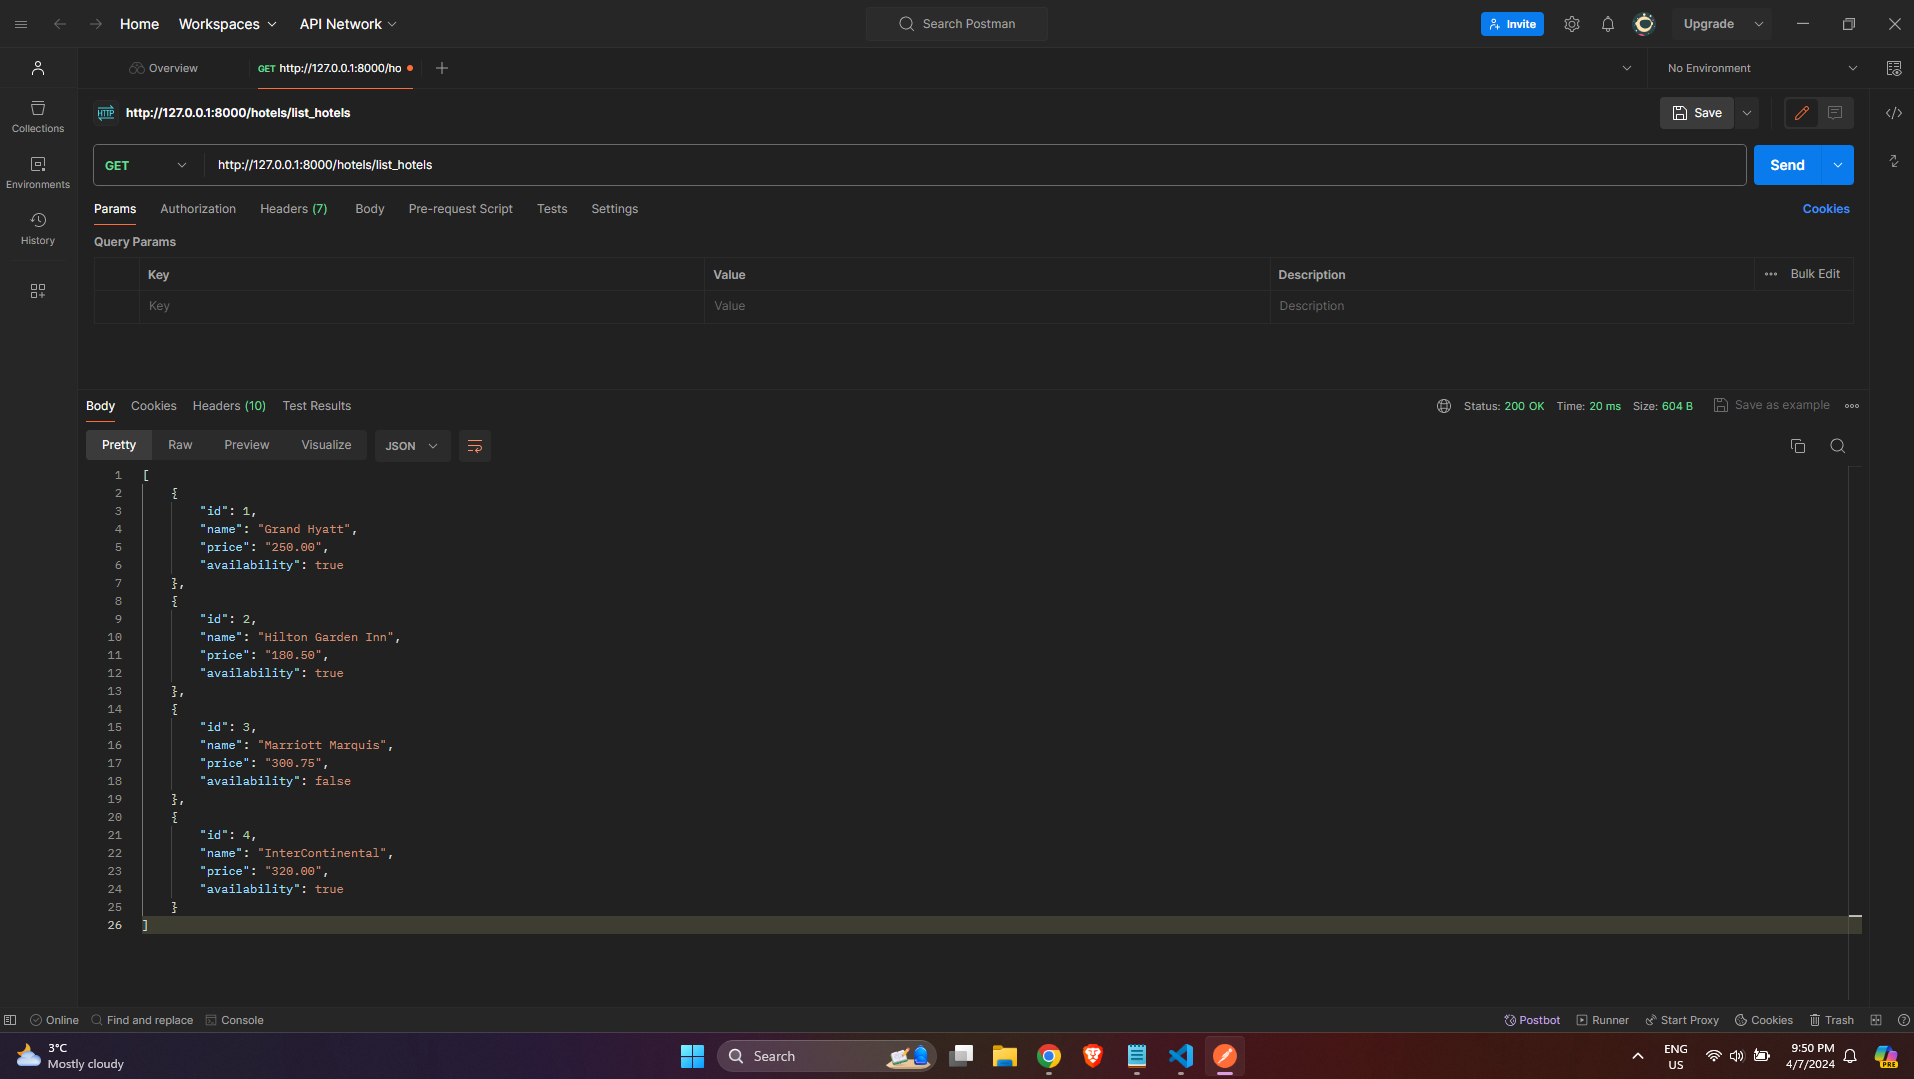 Home Workspaces API Network Search Postman Invite Upgrade
Overview GET http://127.0.0.1:8000/ho No Environment
HTTP http://127.0.0.1:8000/hotels/list_hotels Save
Collections
GET http://127.0.0.1:8000/hotels/list_hotels Send
Environments
Params Authorization Headers (7) Body Pre-request Script Tests Settings Cookies
History
Query Params
Key Value Description Bulk Edit
Key Value Description
Body Cookies Headers (10) Test Results Status: 200 OK Time: 20 ms Size: 604 B Save as example
Pretty Raw Preview Visualize JSON
1 [
2 {
3 "id": 1,
4 "name": "Grand Hyatt",
5 "price": "250.00",
6 "availability": true
7 },
8 {
9 "id": 2,
10 "name": "Hilton Garden Inn",
11 "price": "180.50",
12 "availability": true
13 },
14 {
15 "id": 3,
16 "name": "Marriott Marquis",
17 "price": "300.75",
18 "availability": false
19 },
20 {
21 "id": 4,
22 "name": "InterContinental",
23 "price": "320.00",
24 "availability": true
25 }
26 ]
Online Find and replace Console Postbot Runner Start Proxy Cookies Trash
3°C
Mostly cloudy
Search
ENG
US
9:50 PM
4/7/2024
PRE